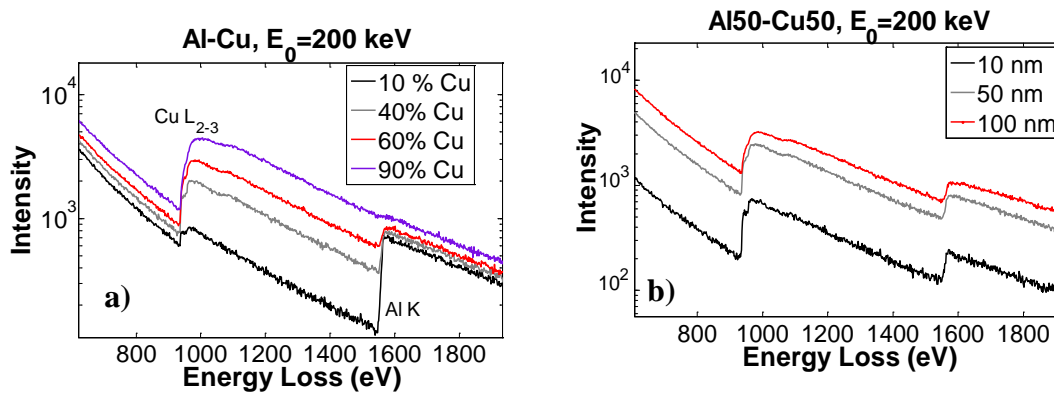 Al-Cu, E0=200 keV
10^4
10^3
Intensity
Cu L2-3
10 % Cu
40% Cu
60% Cu
90% Cu
Al K
a)
800 1000 1200 1400 1600 1800
Energy Loss (eV)
Al50-Cu50, E0=200 keV
10^4
10^3
10^2
Intensity
10 nm
50 nm
100 nm
b)
800 1000 1200 1400 1600 1800
Energy Loss (eV)